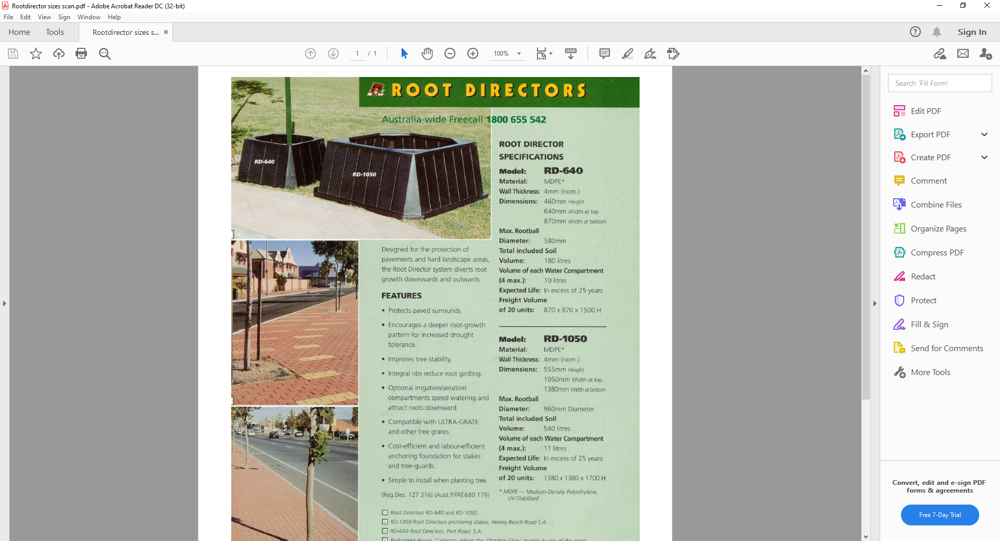 Rootdirector sizes scan.pdf - Adobe Acrobat Reader DC (32-bit)
File Edit View Sign Window Help
Home Tools Rootdirector sizes s... × Sign In
1 / 1 100%
ROOT DIRECTORS
Australia-wide Freecall 1800 655 542
RD-640
RD-1050
Designed for the protection of
pavements and hard landscape areas,
the Root Director system diverts root
growth downwards and outwards.
FEATURES
• Protects paved surrounds.
• Encourages a deeper root-growth
pattern for increased drought
tolerance.
• Improves tree stability.
• Integral ribs reduce root girdling.
• Optional irrigation/aeration
compartments speed watering and
attract roots downward.
• Compatible with ULTRA-GRATE
and other tree grates.
• Cost-efficient and labour-efficient
anchoring foundation for stakes
and tree-guards.
• Simple to install when planting tree.
(Reg.Des. 127 316) (Aust.P.PAT.680 179)
ROOT DIRECTOR
SPECIFICATIONS
Model: RD-640
Material: MDPE*
Wall Thickness: 4mm (nom.)
Dimensions: 460mm Height
640mm Width at top
870mm Width at bottom
Max. Rootball
Diameter: 580mm
Total included Soil
Volume: 180 litres
Volume of each Water Compartment
(4 max.): 10 litres
Expected Life: In excess of 25 years
Freight Volume
of 20 units: 870 x 870 x 1500 H
Model: RD-1050
Material: MDPE*
Wall Thickness: 4mm (nom.)
Dimensions: 555mm Height
1050mm Width at top
1380mm Width at bottom
Max. Rootball
Diameter: 960mm Diameter
Total included Soil
Volume: 540 litres
Volume of each Water Compartment
(4 max.): 11 litres
Expected Life: In excess of 25 years
Freight Volume
of 20 units: 1380 x 1380 x 1700 H
* MDPE — Medium-Density Polyethylene,
UV-Stabilised
1 Root Directors RD-640 and RD-1050.
2 RD-1050 Root Directors anchoring stakes, Henley Beach Road S.A.
3 RD-640 Root Directors, Port Road, S.A.
4 Parliament House, Canberra, where the 'October Glory' maples in one of the inner
Search 'Fill Form'
Edit PDF
Export PDF
Create PDF
Comment
Combine Files
Organize Pages
Compress PDF
Redact
Protect
Fill & Sign
Send for Comments
More Tools
Convert, edit and e-sign PDF
forms & agreements
Free 7-Day Trial